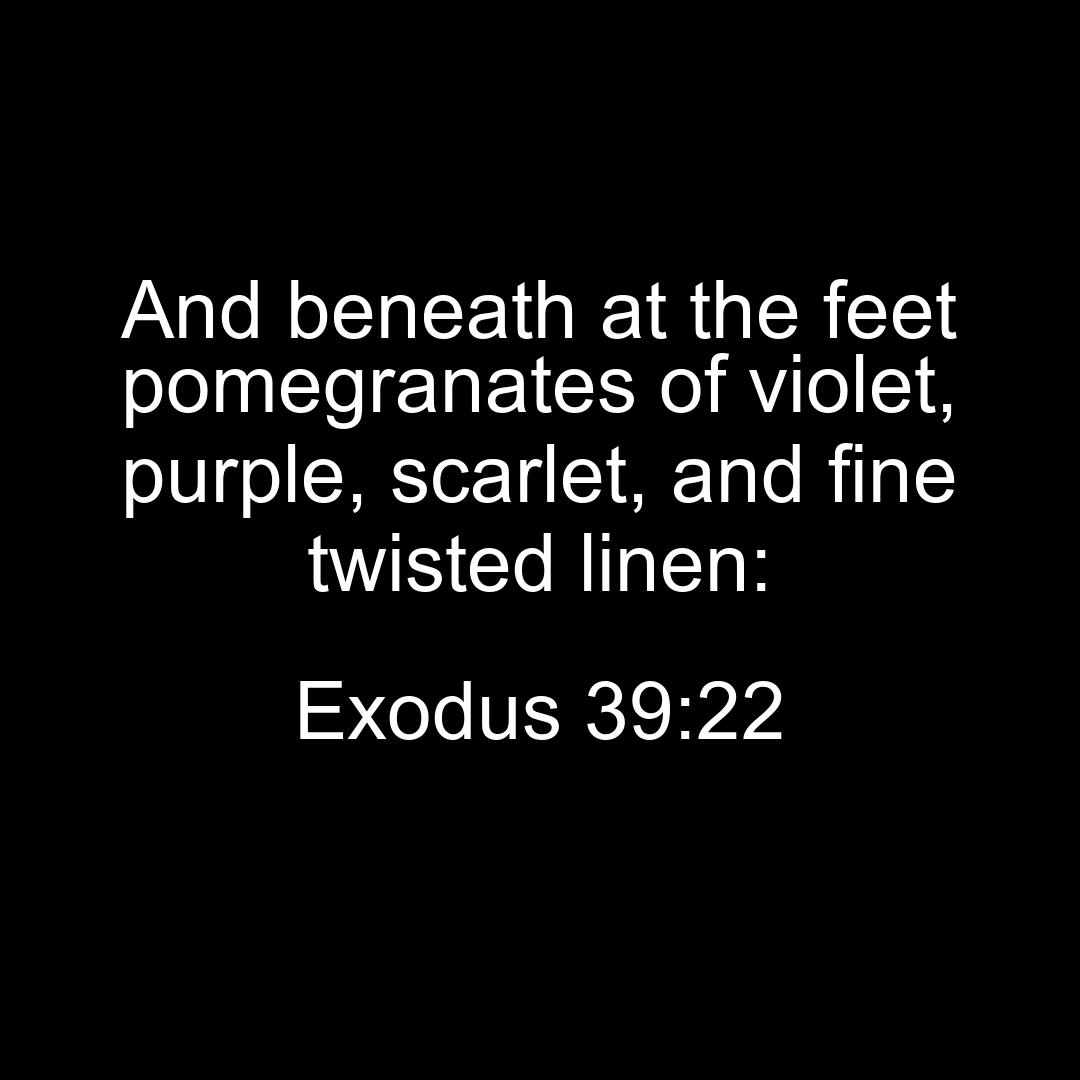 And beneath at the feet
pomegranates of violet,
purple, scarlet, and fine
twisted linen:
Exodus 39:22